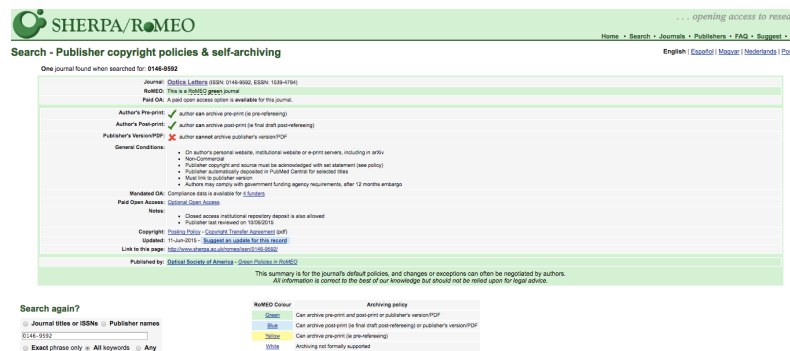 SHERPA/RoMEO
. . . opening access to resea
Home • Search • Journals • Publishers • FAQ • Suggest •
Search - Publisher copyright policies & self-archiving
English | Español | Magyar | Nederlands | Po
One journal found when searched for: 0146-9592
Journal: Optics Letters (ISSN: 0146-9592, ESSN: 1539-4794)
RoMEO: This is a RoMEO green journal
Paid OA: A paid open access option is available for this journal.
Author's Pre-print: author can archive pre-print (ie pre-refereeing)
Author's Post-print: author can archive post-print (ie final draft post-refereeing)
Publisher's Version/PDF: author cannot archive publisher's version/PDF
General Conditions:
• On author's personal website, institutional website or e-print servers, including in arXiv
• Non-Commercial
• Publisher copyright and source must be acknowledged with set statement (see policy)
• Publisher automatically deposited in PubMed Central for selected titles
• Must link to publisher version
• Authors may comply with government funding agency requirements, after 12 months embargo
Mandated OA: Compliance data is available for 4 funders
Paid Open Access: Optional Open Access
Notes:
• Closed access institutional repository deposit is also allowed
• Publisher last reviewed on 10/06/2015
Copyright: Posting Policy - Copyright Transfer Agreement (pdf)
Updated: 11-Jun-2015 - Suggest an update for this record
Link to this page: http://www.sherpa.ac.uk/romeo/issn/0146-9592/
Published by: Optical Society of America - Green Policies in RoMEO
This summary is for the journal's default policies, and changes or exceptions can often be negotiated by authors.
All information is correct to the best of our knowledge but should not be relied upon for legal advice.
Search again?
Journal titles or ISSNs Publisher names
0146-9592
Exact phrase only All keywords Any
RoMEO Colour Archiving policy
Green Can archive pre-print and post-print or publisher's version/PDF
Blue Can archive post-print (ie final draft post-refereeing) or publisher's version/PDF
Yellow Can archive pre-print (ie pre-refereeing)
White Archiving not formally supported